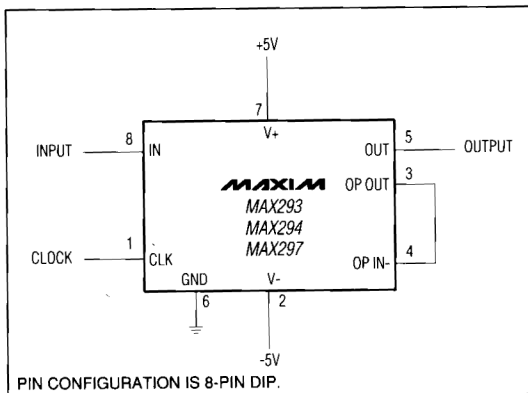 +5V
7
V+
INPUT
8
IN
OUT
5
OUTPUT
MAXIM
OP OUT
3
MAX293
MAX294
MAX297
CLOCK
1
CLK
OP IN-
4
GND
V-
6
2
-5V
PIN CONFIGURATION IS 8-PIN DIP.